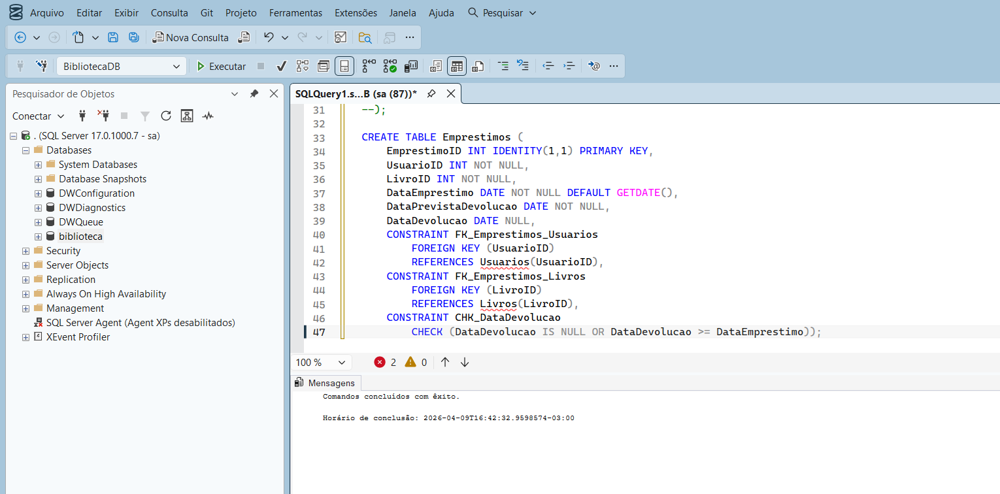 Arquivo Editar Exibir Consulta Git Projeto Ferramentas Extensões Janela Ajuda Pesquisar
Nova Consulta
BibliotecaDB Executar
Pesquisador de Objetos
Conectar
. (SQL Server 17.0.1000.7 - sa)
Databases
System Databases
Database Snapshots
DWConfiguration
DWDiagnostics
DWQueue
biblioteca
Security
Server Objects
Replication
Always On High Availability
Management
SQL Server Agent (Agent XPs desabilitados)
XEvent Profiler
SQLQuery1.s...B (sa (87))*
31 --);
32
33 CREATE TABLE Emprestimos (
34 EmprestimoID INT IDENTITY(1,1) PRIMARY KEY,
35 UsuarioID INT NOT NULL,
36 LivroID INT NOT NULL,
37 DataEmprestimo DATE NOT NULL DEFAULT GETDATE(),
38 DataPrevistaDevolucao DATE NOT NULL,
39 DataDevolucao DATE NULL,
40 CONSTRAINT FK_Emprestimos_Usuarios
41 FOREIGN KEY (UsuarioID)
42 REFERENCES Usuarios(UsuarioID),
43 CONSTRAINT FK_Emprestimos_Livros
44 FOREIGN KEY (LivroID)
45 REFERENCES Livros(LivroID),
46 CONSTRAINT CHK_DataDevolucao
47 CHECK (DataDevolucao IS NULL OR DataDevolucao >= DataEmprestimo));
100 % 2 0
Mensagens
Comandos concluídos com êxito.
Horário de conclusão: 2026-04-09T16:42:32.9598574-03:00